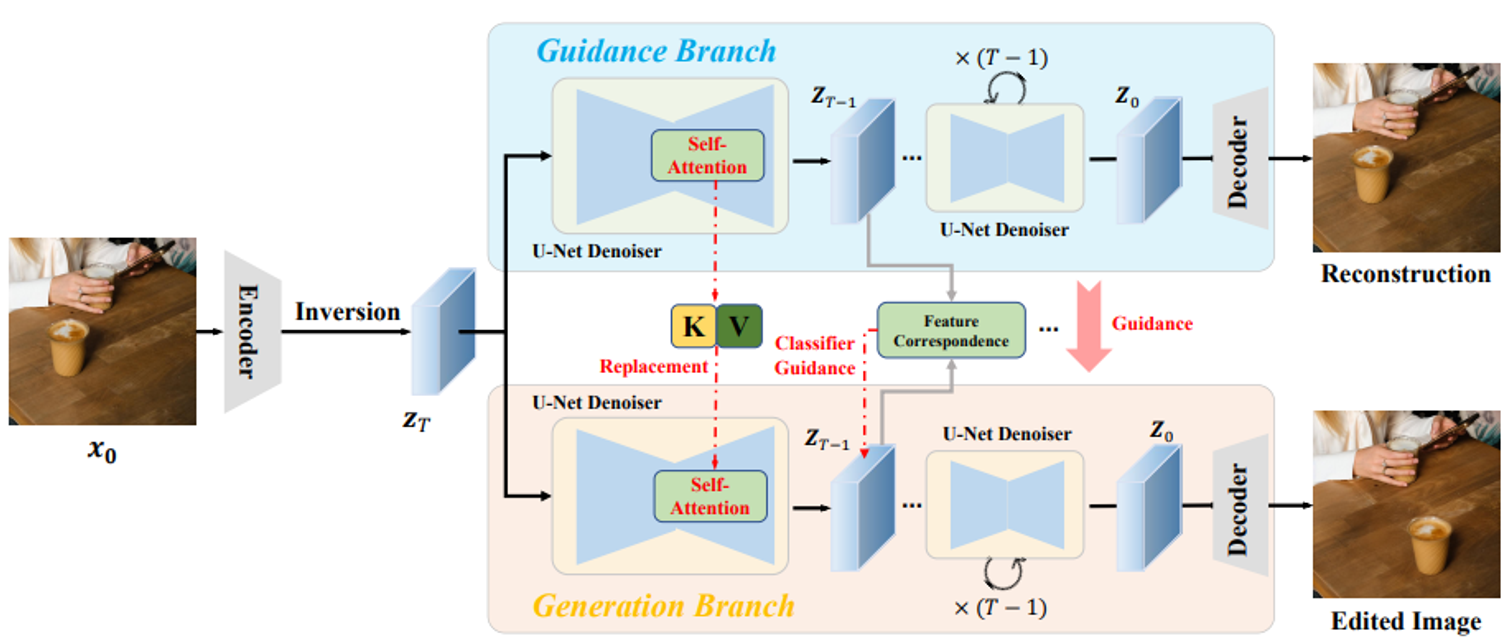 Guidance Branch
× (T − 1)
Z_{T−1}
Z_0
Self-
Attention
Decoder
U-Net Denoiser
U-Net Denoiser
Reconstruction
Encoder
Inversion
K V
Feature
Correspondence
...
Guidance
Classifier
Guidance
Replacement
x_0
z_T
U-Net Denoiser
Z_{T−1}
U-Net Denoiser
Z_0
Self-
Attention
...
Decoder
× (T − 1)
Generation Branch
Edited Image